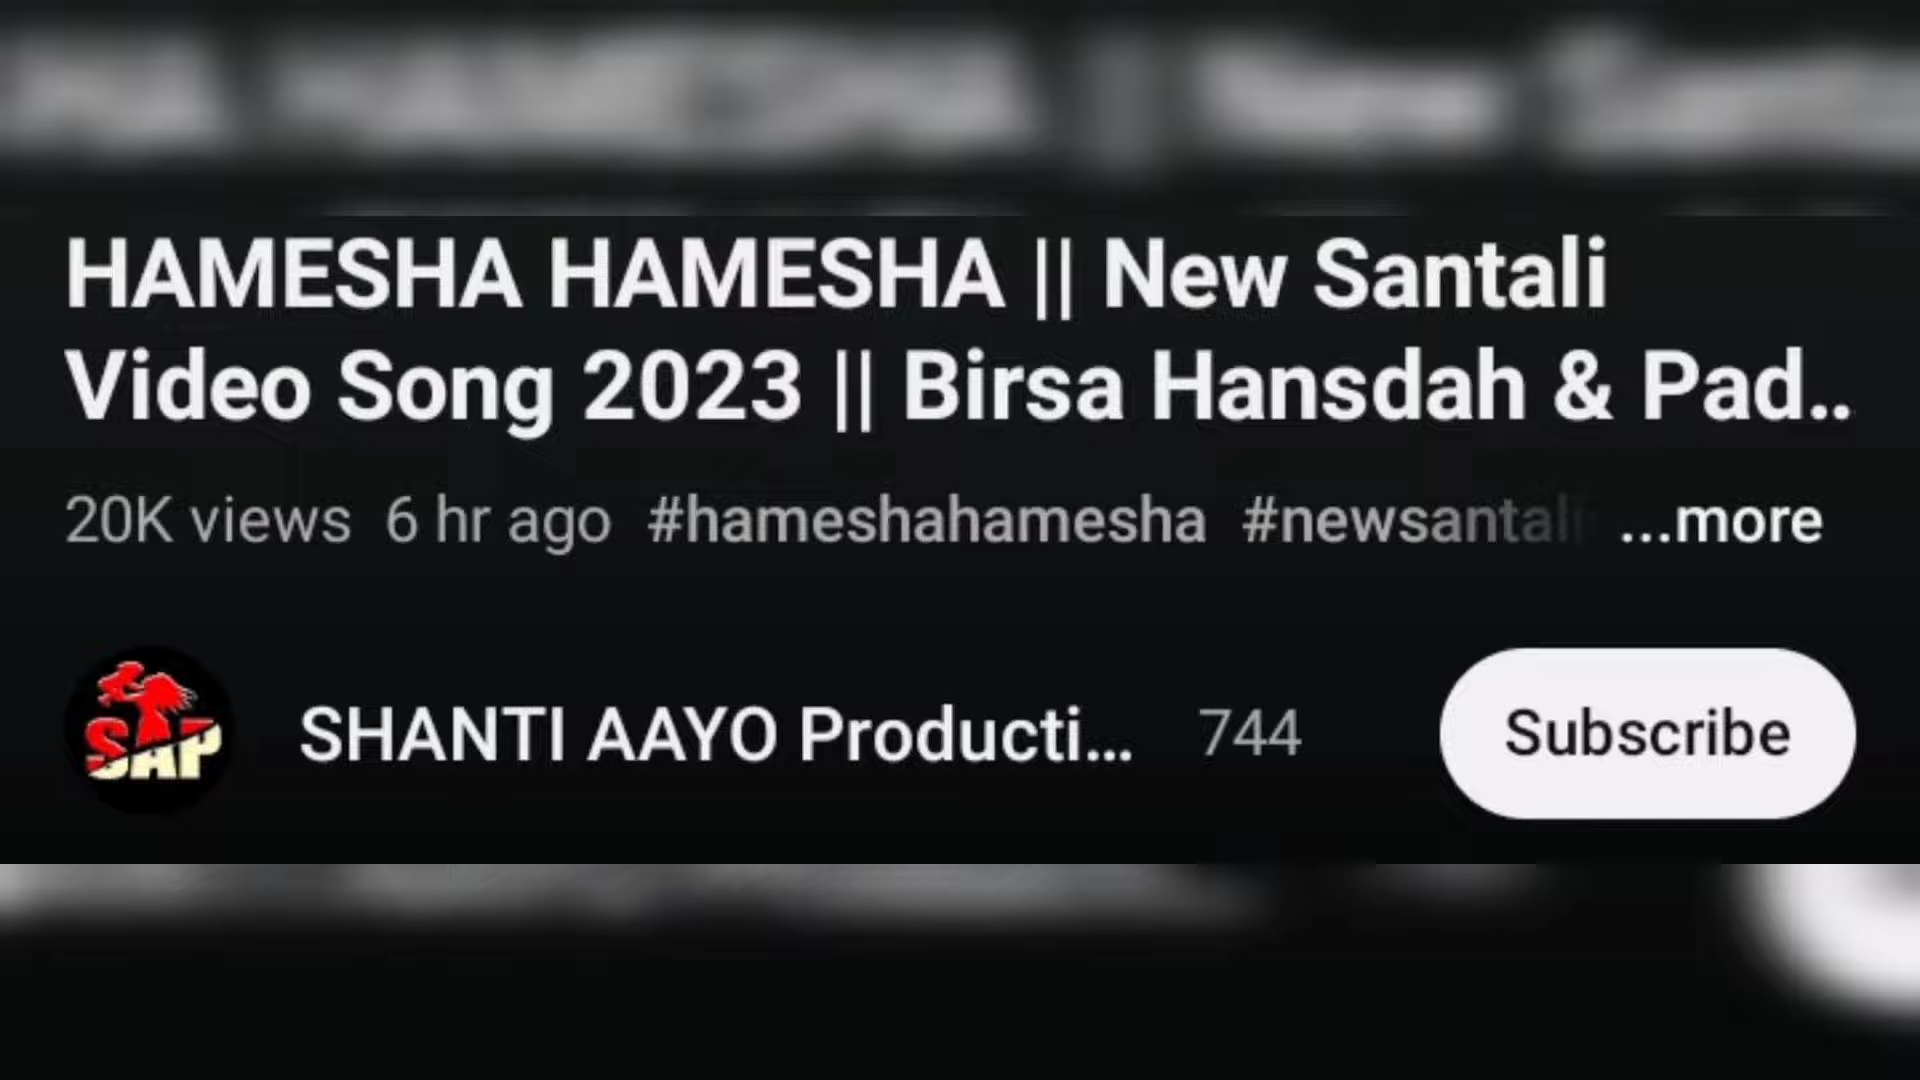 HAMESHA HAMESHA || New Santali
Video Song 2023 || Birsa Hansdah & Pad..
20K views 6 hr ago #hameshahamesha #newsantali ...more
SAP
SHANTI AAYO Producti... 744
Subscribe